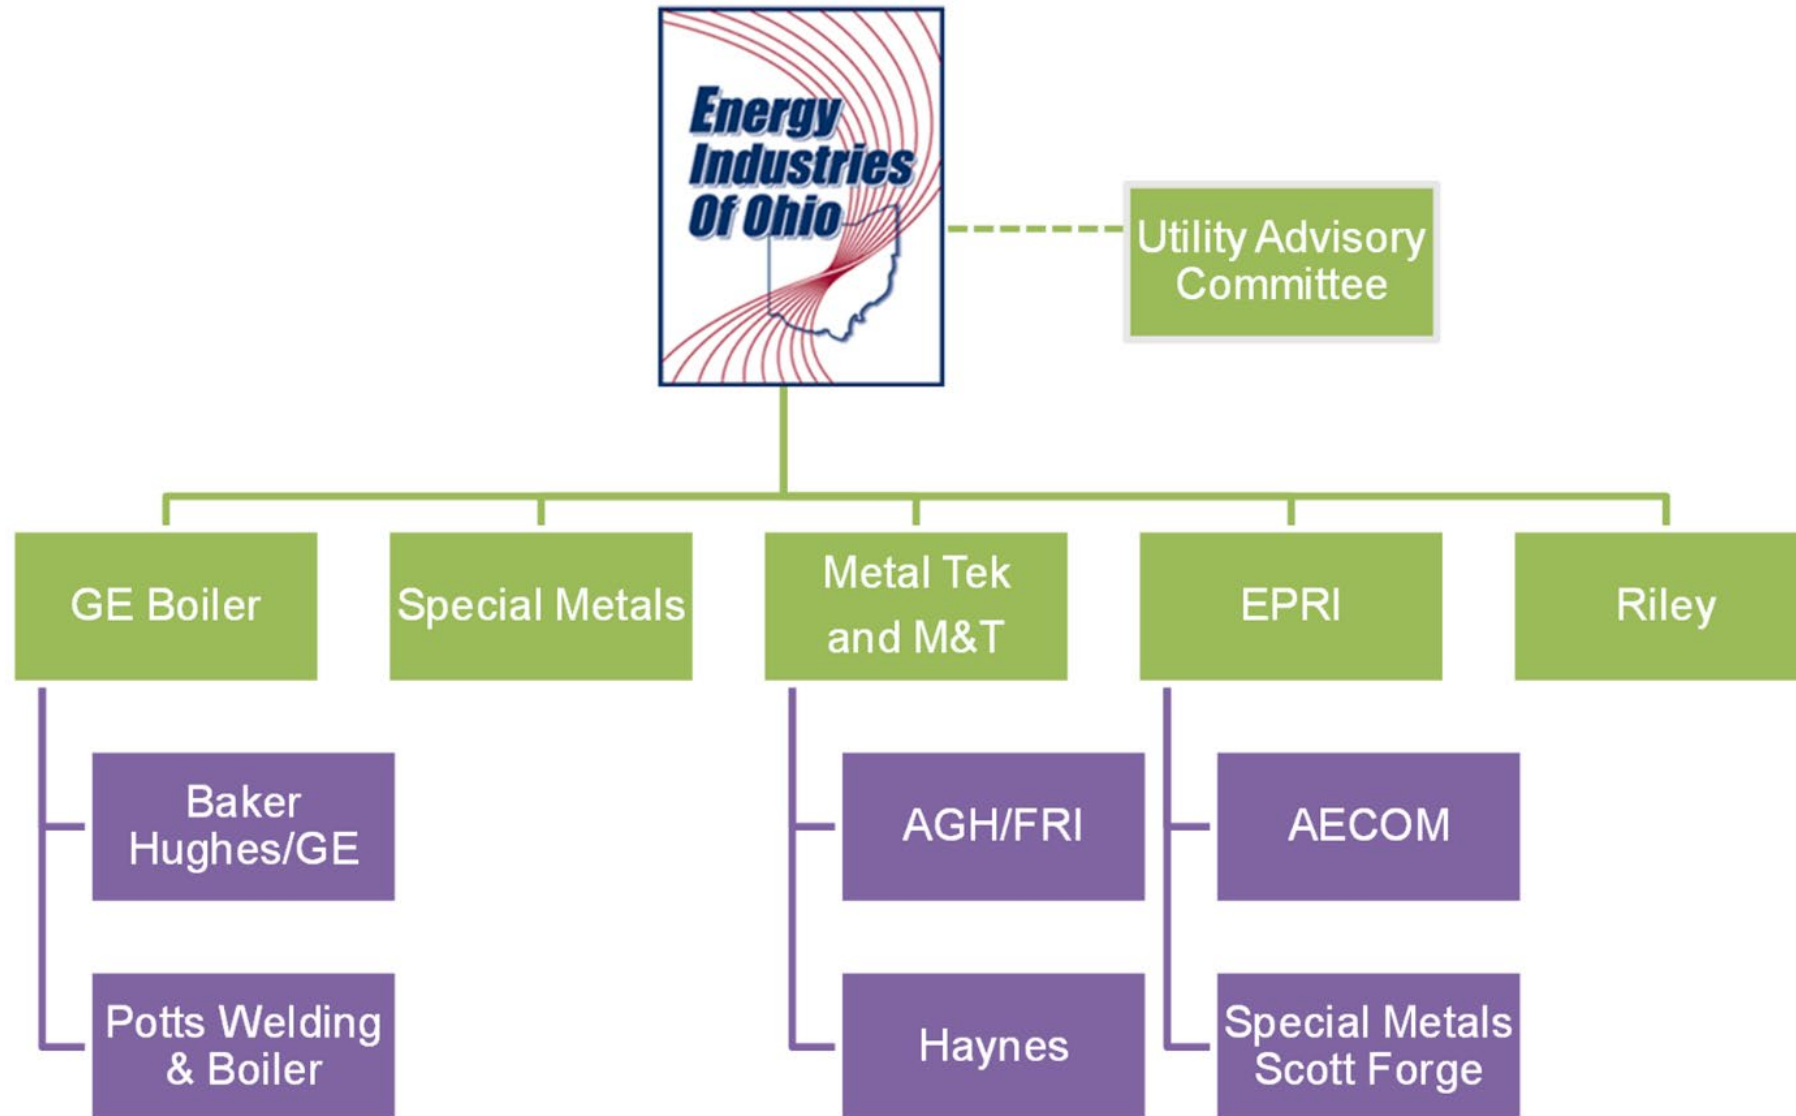 Energy
Industries
Of Ohio
Utility Advisory
Committee
GE Boiler
Special Metals
Metal Tek
and M&T
EPRI
Riley
Baker
Hughes/GE
AGH/FRI
AECOM
Potts Welding
& Boiler
Haynes
Special Metals
Scott Forge